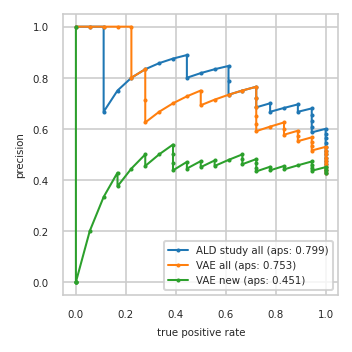 1.0
0.8
0.6
0.4
0.2
0.0
precision
ALD study all (aps: 0.799)
VAE all (aps: 0.753)
VAE new (aps: 0.451)
0.0 0.2 0.4 0.6 0.8 1.0
true positive rate